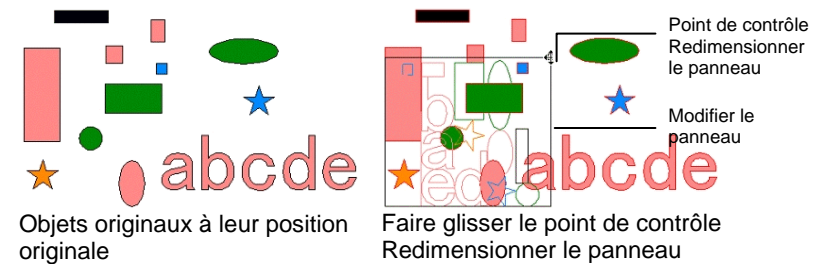 Point de contrôle
Redimensionner
le panneau
Modifier le
panneau
abcde
abcde
abcde
Objets originaux à leur position
originale
Faire glisser le point de contrôle
Redimensionner le panneau